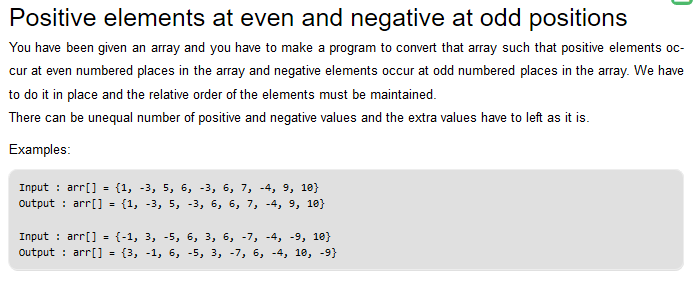 Positive elements at even and negative at odd positions
You have been given an array and you have to make a program to convert that array such that positive elements oc-
cur at even numbered places in the array and negative elements occur at odd numbered places in the array. We have
to do it in place and the relative order of the elements must be maintained.
There can be unequal number of positive and negative values and the extra values have to left as it is.
Examples:
Input : arr[] = {1, -3, 5, 6, -3, 6, 7, -4, 9, 10}
Output : arr[] = {1, -3, 5, -3, 6, 6, 7, -4, 9, 10}
Input : arr[] = {-1, 3, -5, 6, 3, 6, -7, -4, -9, 10}
Output : arr[] = {3, -1, 6, -5, 3, -7, 6, -4, 10, -9}